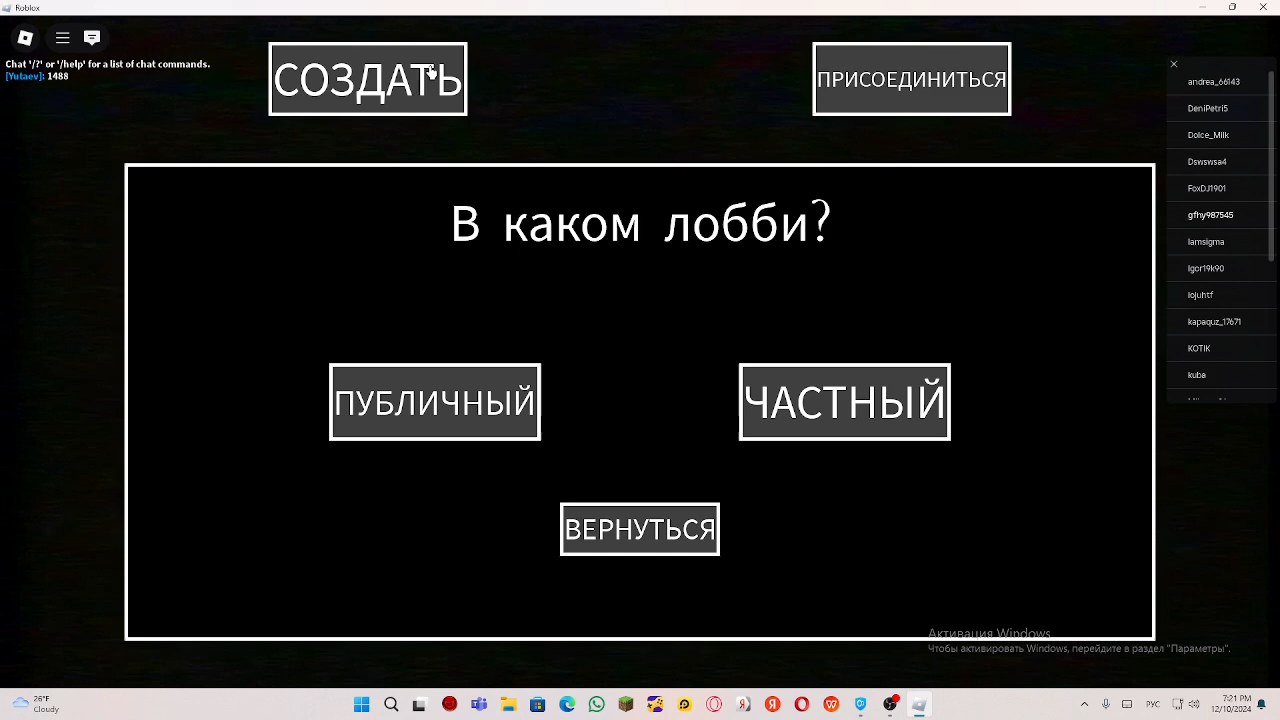 Roblox
Chat '/?' or '/help' for a list of chat commands.
[Yutaev]: 1488
СОЗДАТЬ
ПРИСОЕДИНИТЬСЯ
В каком лобби?
ПУБЛИЧНЫЙ
ЧАСТНЫЙ
ВЕРНУТЬСЯ
andrea_66143
DeniPetri5
Dolce_Milk
Dswswsa4
FoxDJ1901
gfhy987545
Iamsigma
Igor19k90
iojuhtf
kapaquz_17671
KOTIK
kuba
Активация Windows
Чтобы активировать Windows, перейдите в раздел "Параметры".
26°F
Cloudy
РУС
7:21 PM
12/10/2024